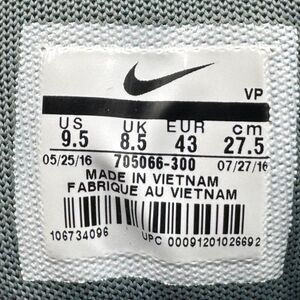 VP
US UK EUR cm
9.5 8.5 43 27.5
05/25/16 705066-300 07/27/16
MADE IN VIETNAM
FABRIQUE AU VIETNAM
106734096 UPC 00091201026692